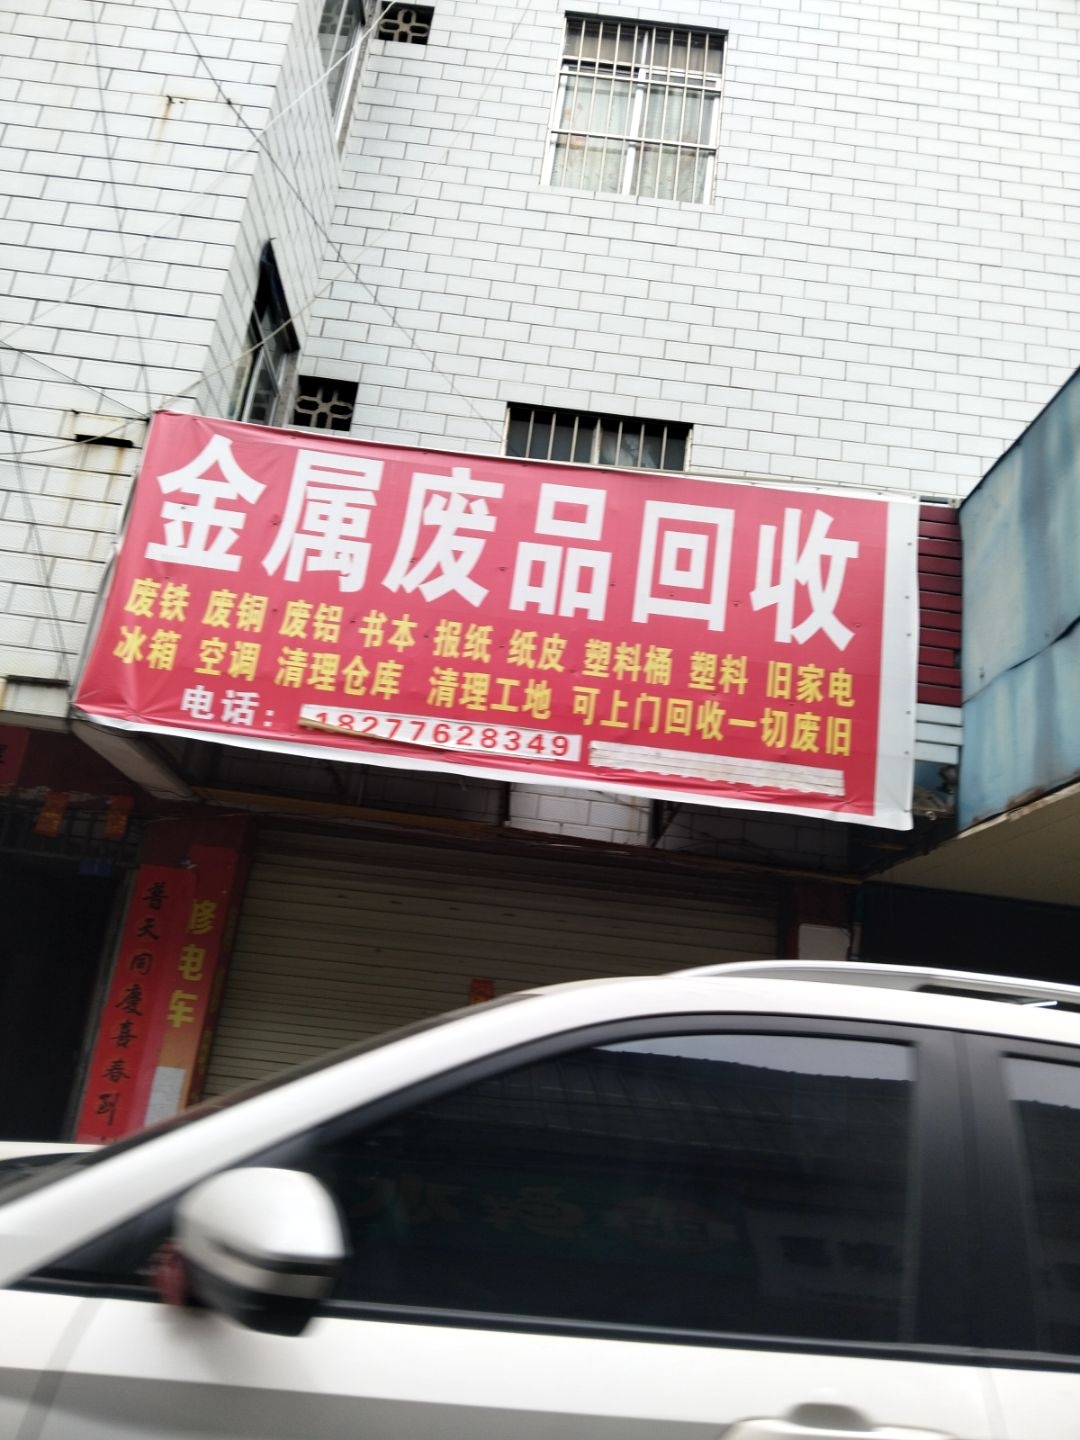 金属废品回收
废铁 废铜 废铝 书本 报纸 纸皮 塑料桶 塑料 旧家电
冰箱 空调 清理仓库 清理工地 可上门回收一切废旧
电话：18277628349
普天同庆喜春到
修电车